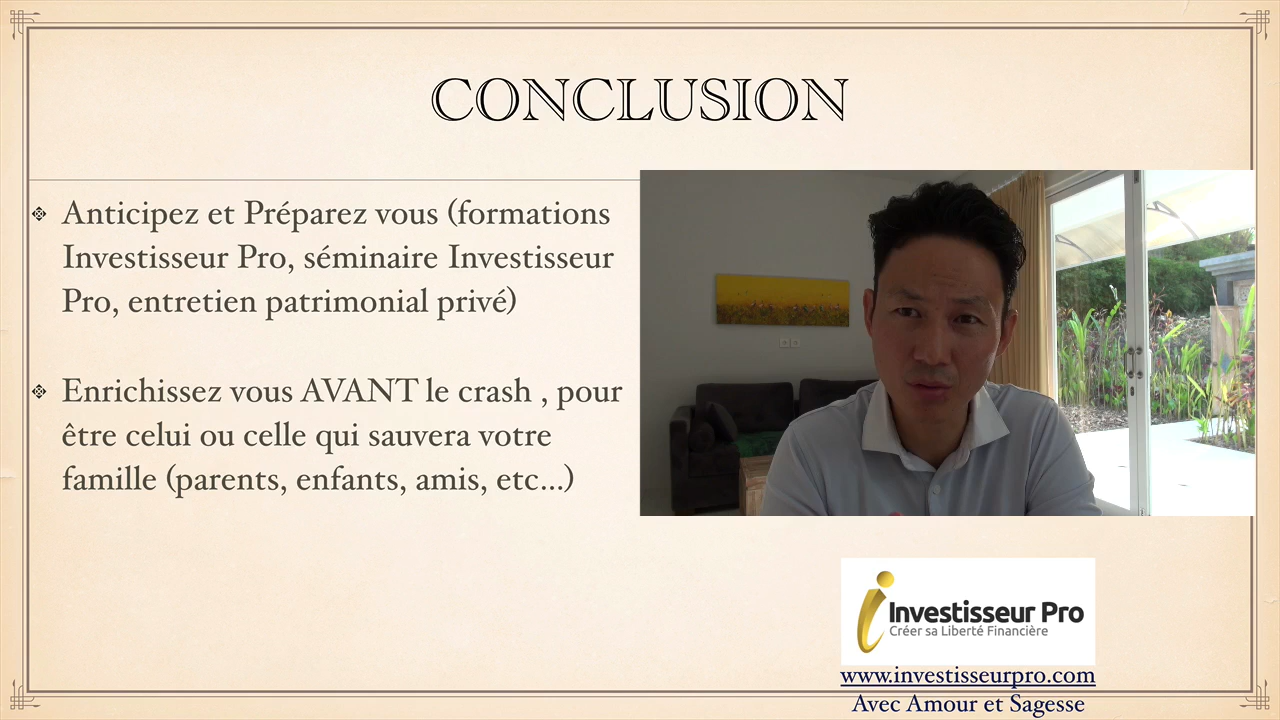 CONCLUSION
Anticipez et Préparez vous (formations
Investisseur Pro, séminaire Investisseur
Pro, entretien patrimonial privé)
Enrichissez vous AVANT le crash , pour
être celui ou celle qui sauvera votre
famille (parents, enfants, amis, etc...)
Investisseur Pro
Créer sa Liberté Financière
www.investisseurpro.com
Avec Amour et Sagesse